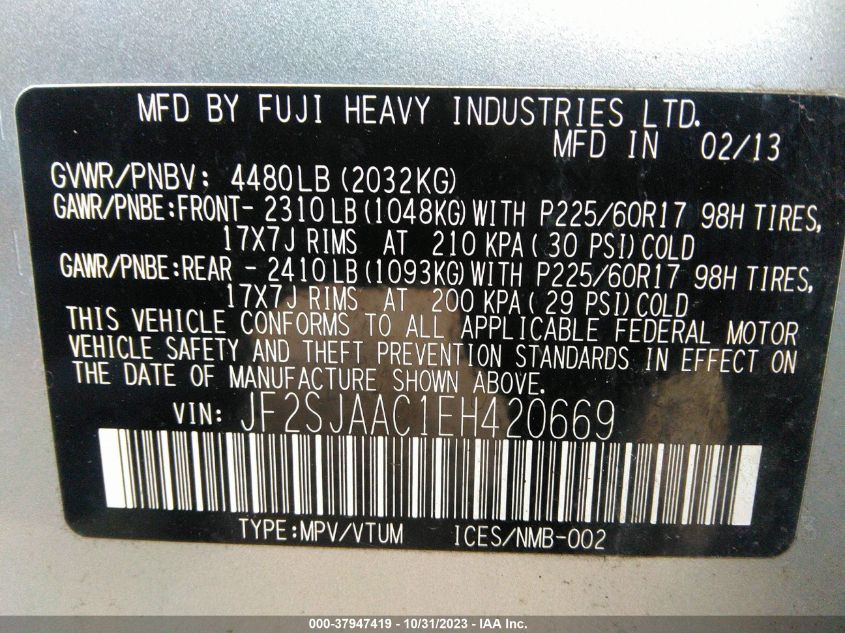 MFD BY FUJI HEAVY INDUSTRIES LTD.
MFD IN 02/13
GVWR/PNBV: 4480LB (2032KG)
GAWR/PNBE:FRONT- 2310 LB (1048KG) WITH P225/60R17 98H TIRES,
17X7J RIMS AT 210 KPA ( 30 PSI) COLD
GAWR/PNBE:REAR - 2410 LB (1093KG) WITH P225/60R17 98H TIRES,
17X7J RIMS AT 200 KPA ( 29 PSI) COLD
THIS VEHICLE CONFORMS TO ALL APPLICABLE FEDERAL MOTOR
VEHICLE SAFETY AND THEFT PREVENTION STANDARDS IN EFFECT ON
THE DATE OF MANUFACTURE SHOWN ABOVE.
VIN: JF2SJAAC1EH420669
TYPE:MPV/VTUM ICES/NMB-002
000-37947419 - 10/31/2023 - IAA Inc.